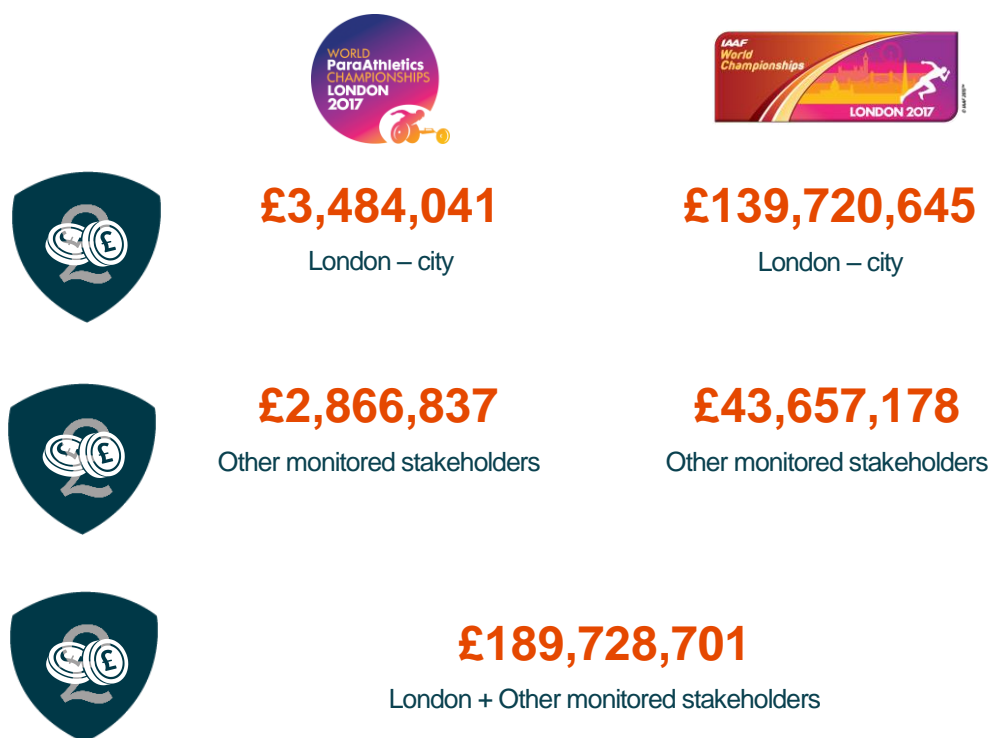 WORLD
ParaAthletics
CHAMPIONSHIPS
LONDON
2017
IAAF
World
Championships
LONDON 2017
£3,484,041
£139,720,645
London – city
London – city
£2,866,837
£43,657,178
Other monitored stakeholders
Other monitored stakeholders
£189,728,701
London + Other monitored stakeholders